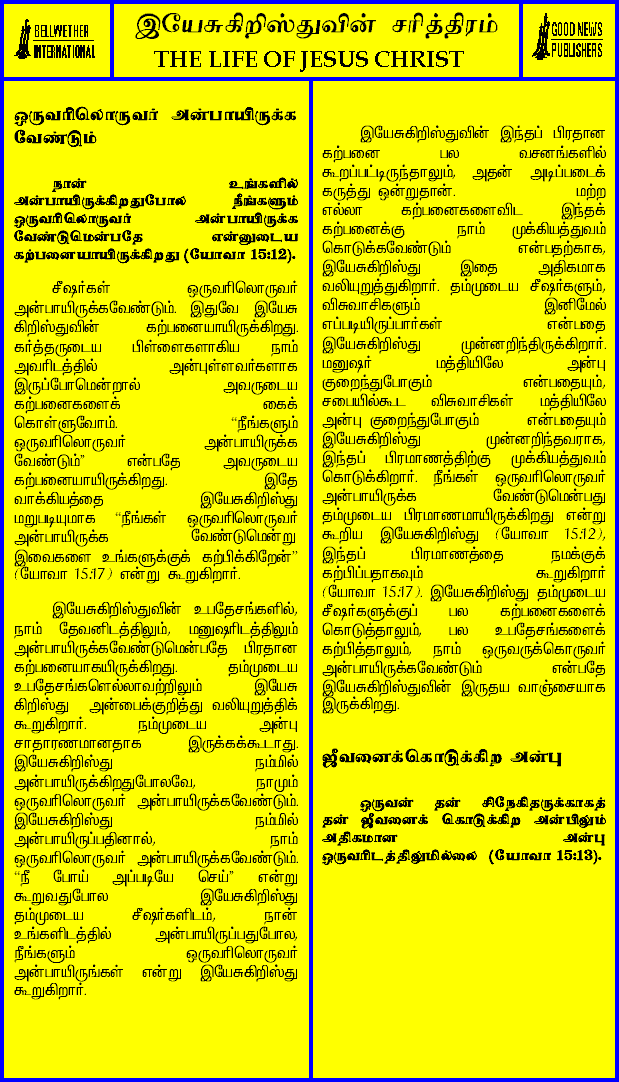 BELLWETHER
INTERNATIONAL
இயேசுகிறிஸ்துவின் சரித்திரம்
THE LIFE OF JESUS CHRIST
GOOD NEWS
PUBLISHERS
ஒருவரிலொருவர் அன்பாயிருக்க
வேண்டும்
நான் உங்களில்
அன்பாயிருக்கிறதுபோல நீங்களும்
ஒருவரிலொருவர் அன்பாயிருக்க
வேண்டுமென்பதே என்னுடைய
கற்பனையாயிருக்கிறது (யோவா 15:12).
சீஷர்கள் ஒருவரிலொருவர்
அன்பாயிருக்கவேண்டும். இதுவே இயேசு
கிறிஸ்துவின் கற்பனையாயிருக்கிறது.
கர்த்தருடைய பிள்ளைகளாகிய நாம்
அவரிடத்தில் அன்புள்ளவர்களாக
இருப்போமென்றால் அவருடைய
கற்பனைகளைக் கைக்
கொள்ளுவோம். “நீங்களும்
ஒருவரிலொருவர் அன்பாயிருக்க
வேண்டும்” என்பதே அவருடைய
கற்பனையாயிருக்கிறது. இதே
வாக்கியத்தை இயேசுகிறிஸ்து
மறுபடியுமாக “நீங்கள் ஒருவரிலொருவர்
அன்பாயிருக்க வேண்டுமென்று
இவைகளை உங்களுக்குக் கற்பிக்கிறேன்”
(யோவா 15:17) என்று கூறுகிறார்.
இயேசுகிறிஸ்துவின் உபதேசங்களில்,
நாம் தேவனிடத்திலும், மனுஷரிடத்திலும்
அன்பாயிருக்கவேண்டுமென்பதே பிரதான
கற்பனையாகயிருக்கிறது. தம்முடைய
உபதேசங்களெல்லாவற்றிலும் இயேசு
கிறிஸ்து அன்பைக்குறித்து வலியுறுத்திக்
கூறுகிறார். நம்முடைய அன்பு
சாதாரணமானதாக இருக்கக்கூடாது.
இயேசுகிறிஸ்து நம்மில்
அன்பாயிருக்கிறதுபோலவே, நாமும்
ஒருவரிலொருவர் அன்பாயிருக்கவேண்டும்.
இயேசுகிறிஸ்து நம்மில்
அன்பாயிருப்பதினால், நாம்
ஒருவரிலொருவர் அன்பாயிருக்கவேண்டும்.
“நீ போய் அப்படியே செய்” என்று
கூறுவதுபோல இயேசுகிறிஸ்து
தம்முடைய சீஷர்களிடம், நான்
உங்களிடத்தில் அன்பாயிருப்பதுபோல,
நீங்களும் ஒருவரிலொருவர்
அன்பாயிருங்கள் என்று இயேசுகிறிஸ்து
கூறுகிறார்.
இயேசுகிறிஸ்துவின் இந்தப் பிரதான
கற்பனை பல வசனங்களில்
கூறப்பட்டிருந்தாலும், அதன் அடிப்படைக்
கருத்து ஒன்றுதான். மற்ற
எல்லா கற்பனைகளைவிட இந்தக்
கற்பனைக்கு நாம் முக்கியத்துவம்
கொடுக்கவேண்டும் என்பதற்காக,
இயேசுகிறிஸ்து இதை அதிகமாக
வலியுறுத்துகிறார். தம்முடைய சீஷர்களும்,
விசுவாசிகளும் இனிமேல்
எப்படியிருப்பார்கள் என்பதை
இயேசுகிறிஸ்து முன்னறிந்திருக்கிறார்.
மனுஷர் மத்தியிலே அன்பு
குறைந்துபோகும் என்பதையும்,
சபையில்கூட விசுவாசிகள் மத்தியிலே
அன்பு குறைந்துபோகும் என்பதையும்
இயேசுகிறிஸ்து முன்னறிந்தவராக,
இந்தப் பிரமாணத்திற்கு முக்கியத்துவம்
கொடுக்கிறார். நீங்கள் ஒருவரிலொருவர்
அன்பாயிருக்க வேண்டுமென்பது
தம்முடைய பிரமாணமாயிருக்கிறது என்று
கூறிய இயேசுகிறிஸ்து (யோவா 15:12),
இந்தப் பிரமாணத்தை நமக்குக்
கற்பிப்பதாகவும் கூறுகிறார்
(யோவா 15:17). இயேசுகிறிஸ்து தம்முடைய
சீஷர்களுக்குப் பல கற்பனைகளைக்
கொடுத்தாலும், பல உபதேசங்களைக்
கற்பித்தாலும், நாம் ஒருவருக்கொருவர்
அன்பாயிருக்கவேண்டும் என்பதே
இயேசுகிறிஸ்துவின் இருதய வாஞ்சையாக
இருக்கிறது.
ஜீவனைக்கொடுக்கிற அன்பு
ஒருவன் தன் சிநேகிதருக்காகத்
தன் ஜீவனைக் கொடுக்கிற அன்பிலும்
அதிகமான அன்பு
ஒருவரிடத்திலுமில்லை (யோவா 15:13).